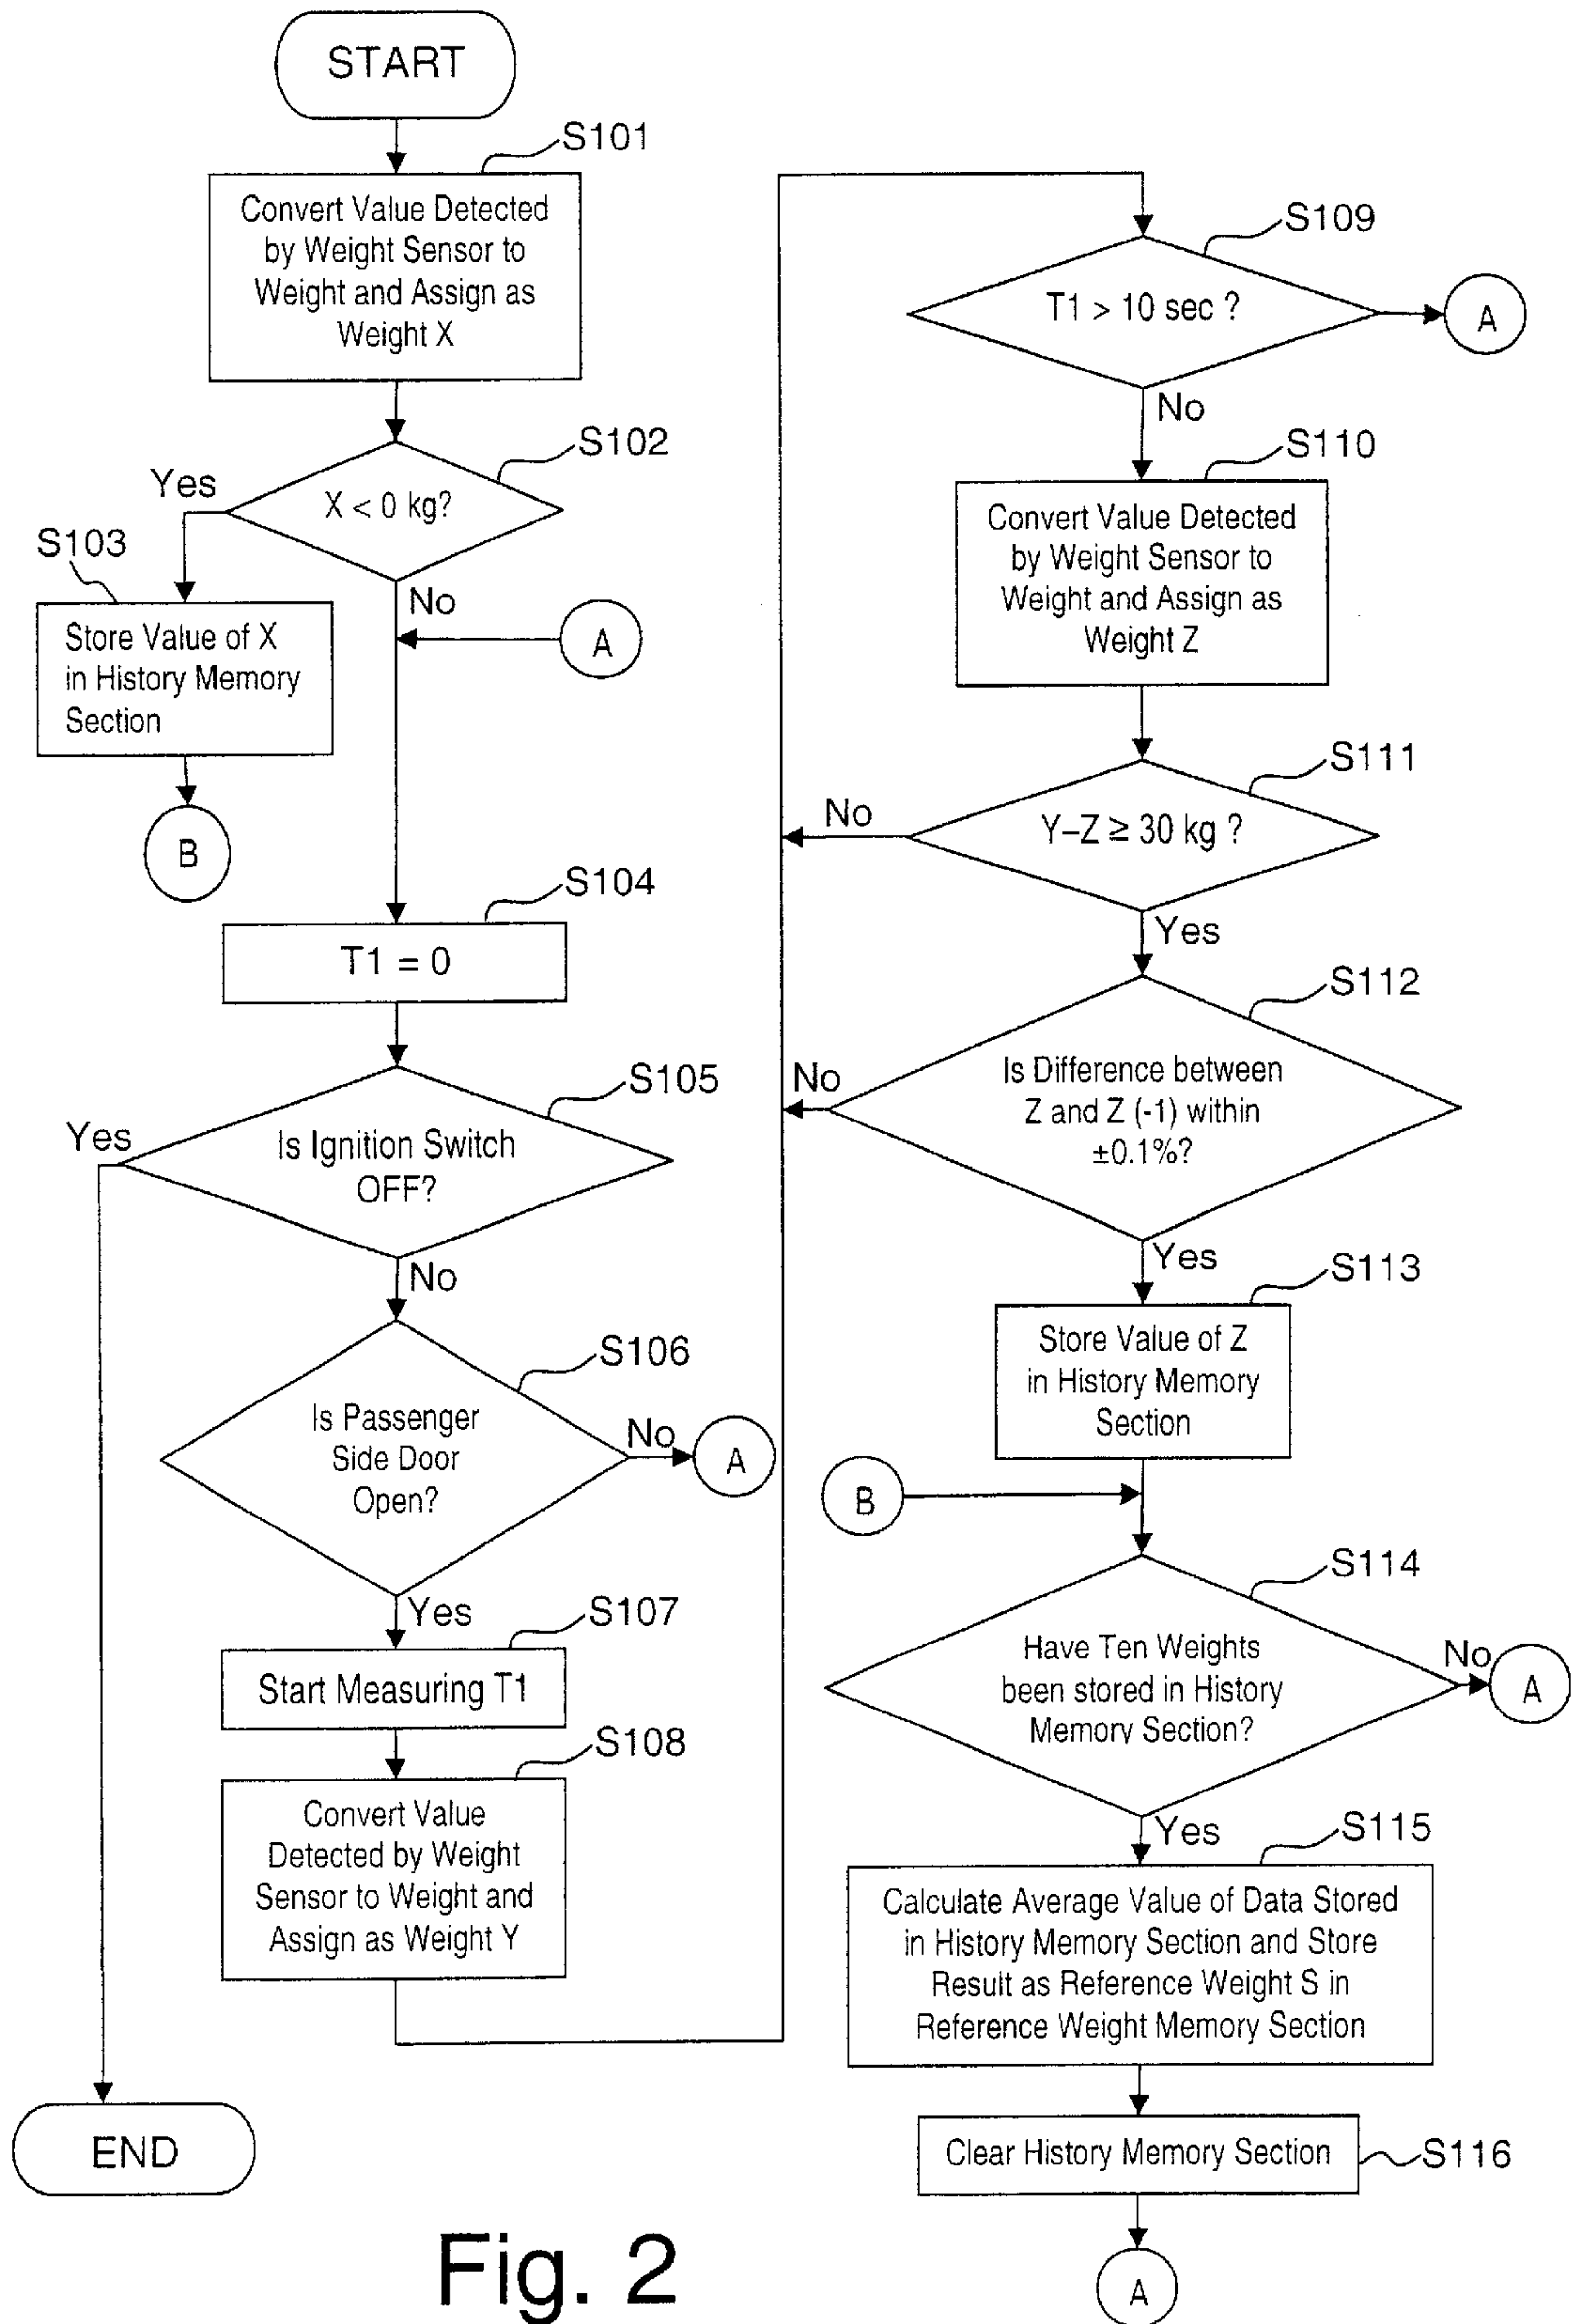 START
S101
Convert Value Detected
by Weight Sensor to
Weight and Assign as
Weight X
S102
X < 0 kg?
Yes
No
S103
Store Value of X
in History Memory
Section
A
B
S104
T1 = 0
S105
Is Ignition Switch
OFF?
Yes
No
S106
Is Passenger
Side Door
Open?
No
A
Yes
S107
Start Measuring T1
S108
Convert Value
Detected by Weight
Sensor to Weight and
Assign as Weight Y
END
S109
T1 > 10 sec ?
A
No
S110
Convert Value Detected
by Weight Sensor to
Weight and Assign as
Weight Z
S111
Y–Z ≥ 30 kg ?
No
Yes
S112
Is Difference between
Z and Z (-1) within
±0.1%?
No
Yes
S113
Store Value of Z
in History Memory
Section
B
S114
Have Ten Weights
been stored in History
Memory Section?
No
A
Yes
S115
Calculate Average Value of Data Stored
in History Memory Section and Store
Result as Reference Weight S in
Reference Weight Memory Section
Clear History Memory Section
S116
A
Fig. 2